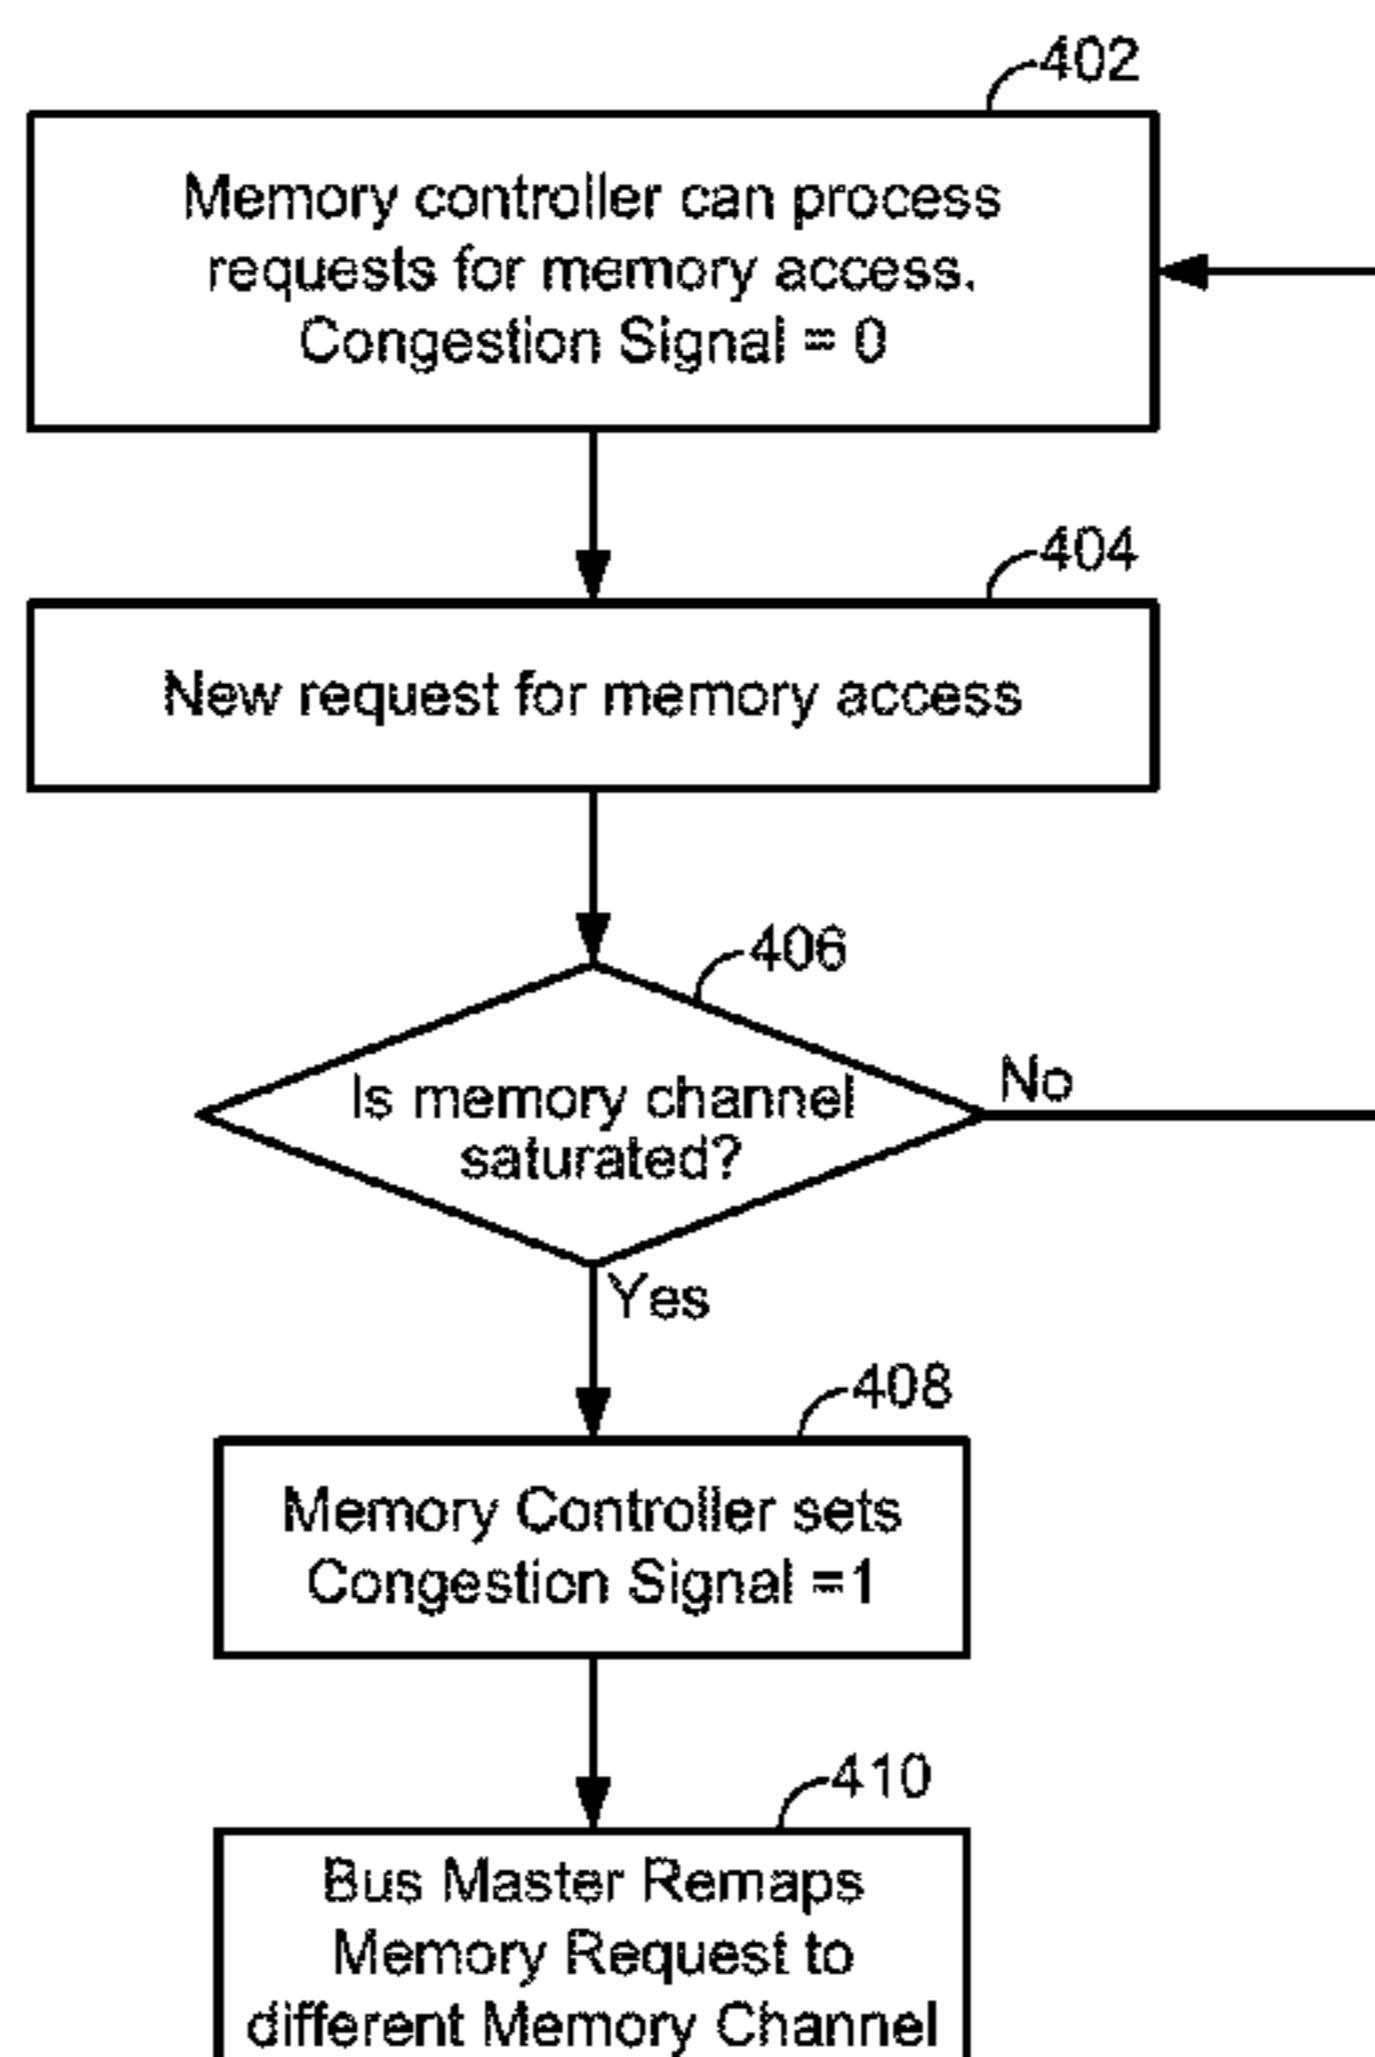 402
Memory controller can process
requests for memory access.
Congestion Signal = 0
404
New request for memory access
406
Is memory channel
saturated?
No
Yes
408
Memory Controller sets
Congestion Signal =1
410
Bus Master Remaps
Memory Request to
different Memory Channel